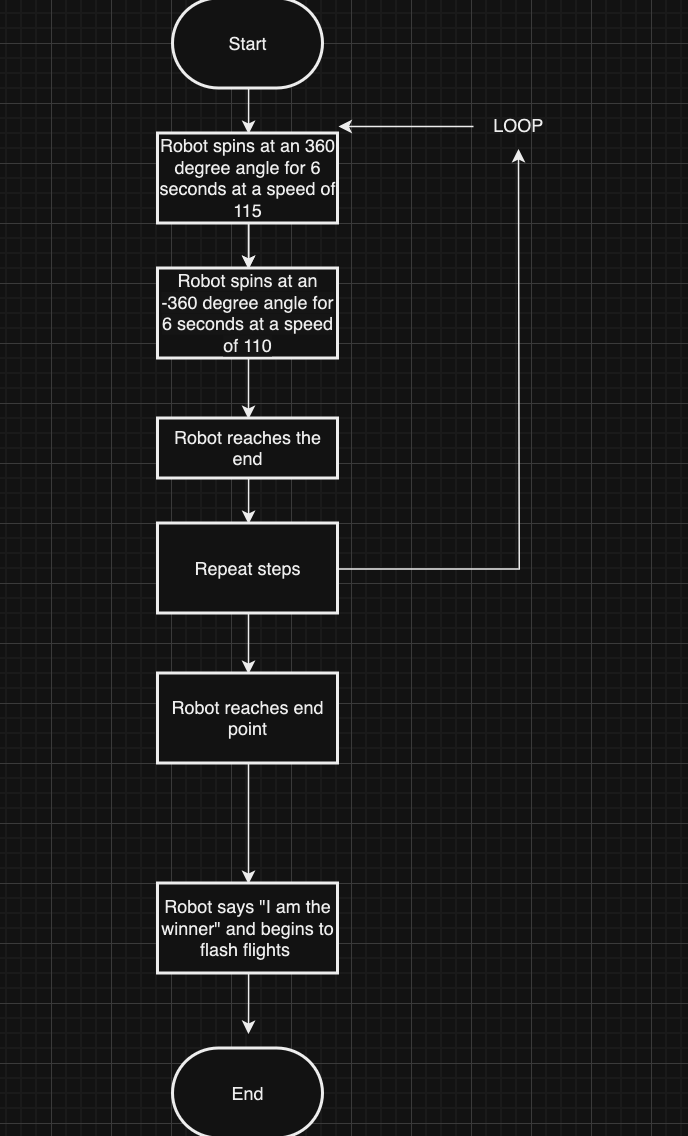 Start
LOOP
Robot spins at an 360
degree angle for 6
seconds at a speed of
115
Robot spins at an
-360 degree angle for
6 seconds at a speed
of 110
Robot reaches the
end
Repeat steps
Robot reaches end
point
Robot says "I am the
winner" and begins to
flash flights
End